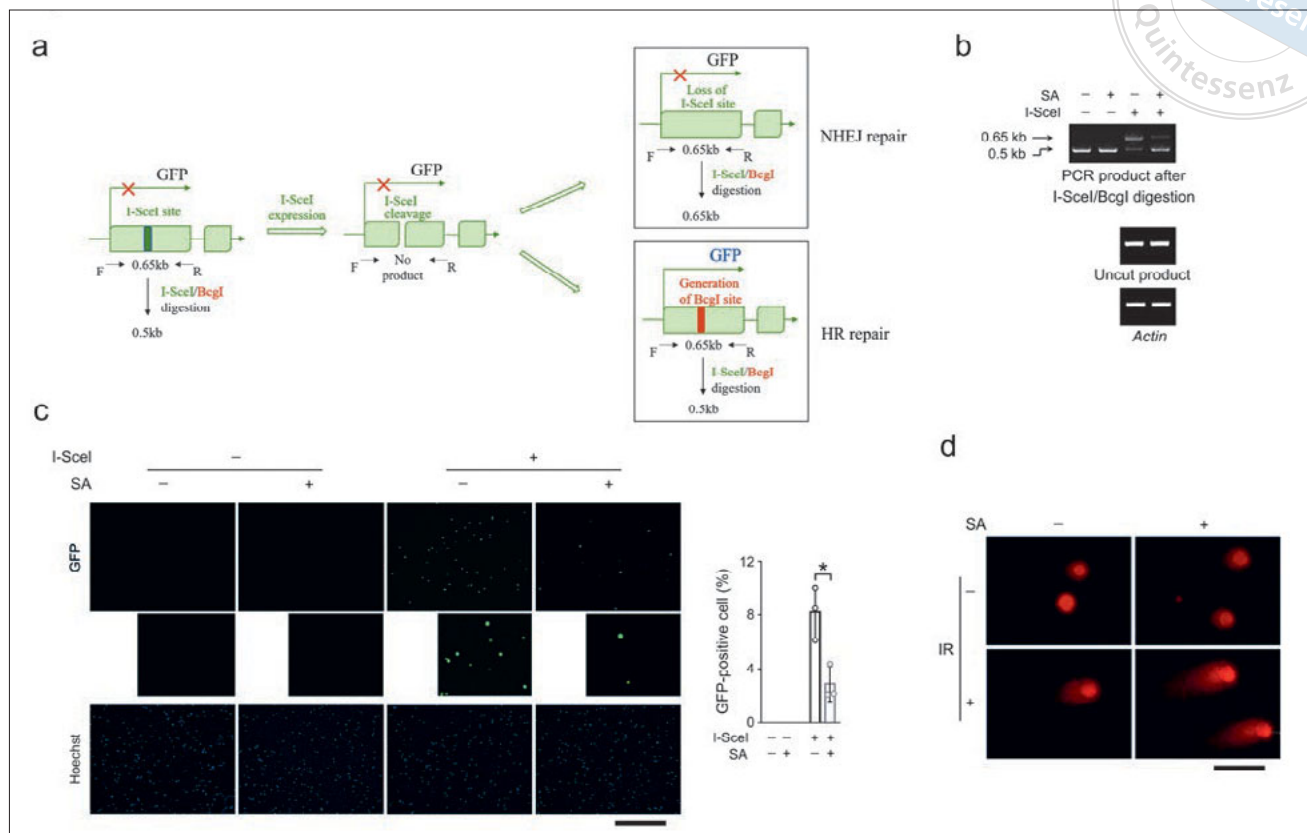 resen
Quintessenz
a
GFP
I-SceI site
F
0.65kb
R
I-SceI/BcgI
digestion
0.5kb
I-SceI
expression
GFP
I-SceI
cleavage
F
No
product
R
GFP
Loss of
I-SceI site
F
0.65kb
R
I-SceI/BcgI
digestion
0.65kb
NHEJ repair
GFP
Generation
of BcgI site
F
0.65kb
R
I-SceI/BcgI
digestion
0.5kb
HR repair
b
SA − + − +
I-SceI − − + +
0.65 kb
0.5 kb
PCR product after
I-SceI/BcgI digestion
Uncut product
Actin
c
I-SceI − +
SA − + − +
GFP
Hoechst
GFP-positive cell (%)
12
8
4
0
*
I-SceI − − + +
SA − + − +
d
SA − +
IR
−
+